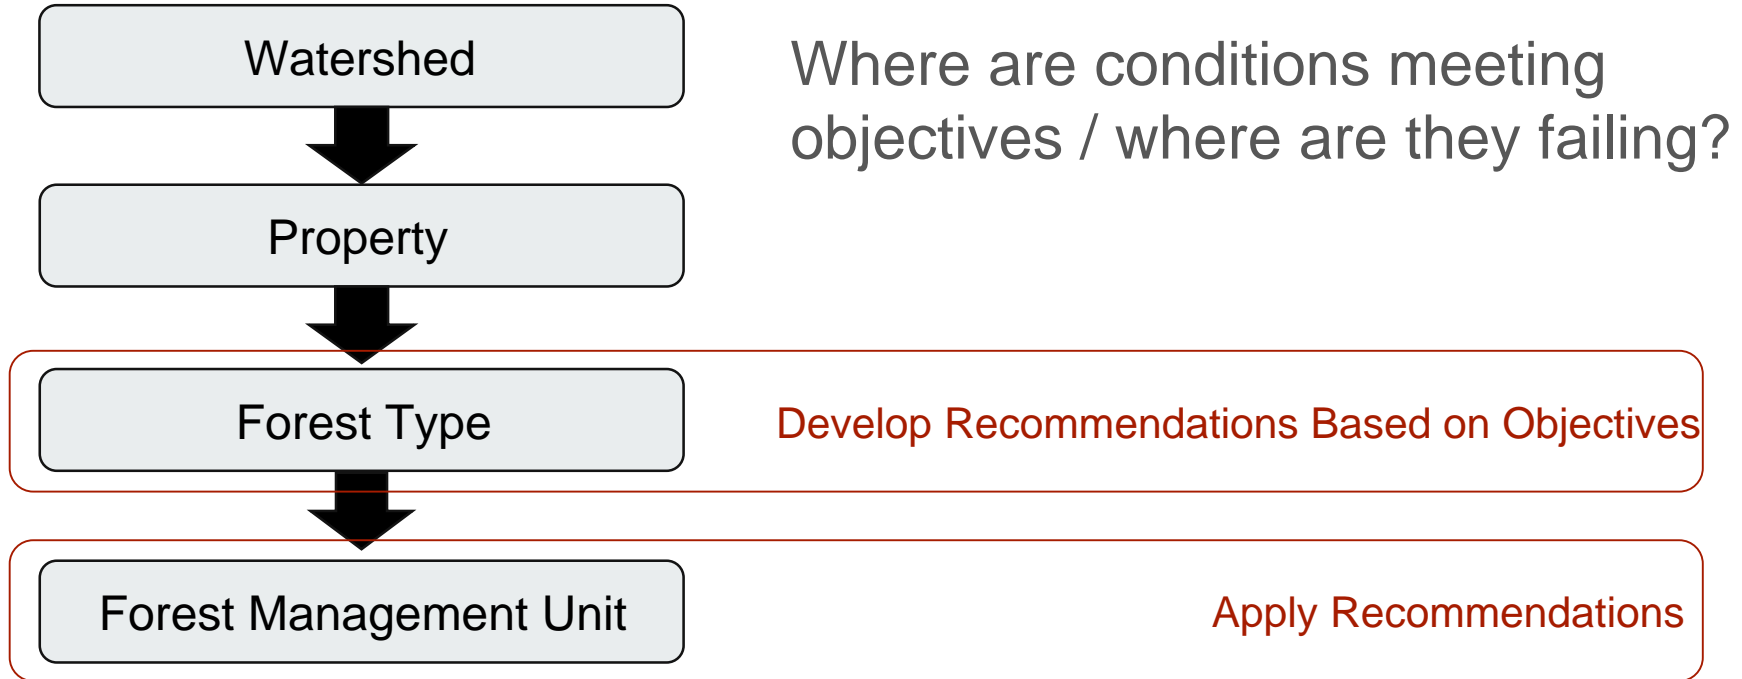 Watershed
Where are conditions meeting
objectives / where are they failing?
Property
Forest Type
Develop Recommendations Based on Objectives
Forest Management Unit
Apply Recommendations